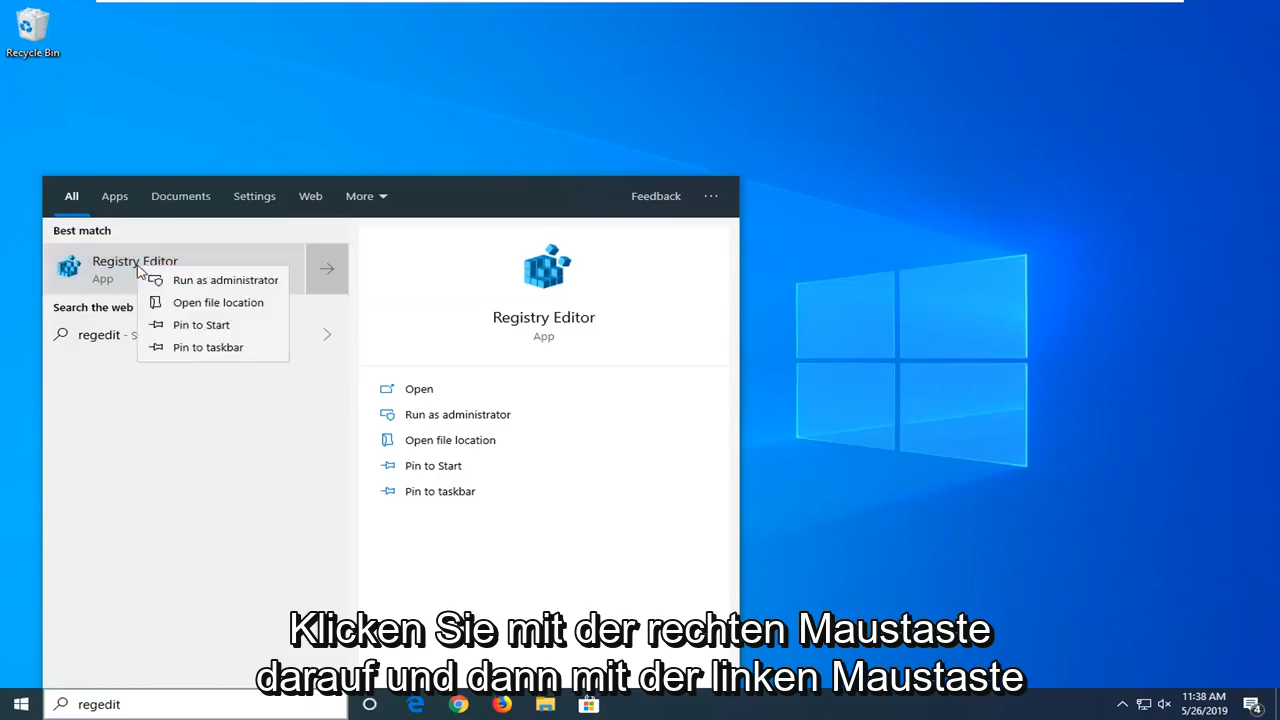 Recycle Bin
All Apps Documents Settings Web More Feedback ...
Best match
Registry Editor
App
Run as administrator
Open file location
Pin to Start
Pin to taskbar
Search the web
regedit - S
Registry Editor
App
Open
Run as administrator
Open file location
Pin to Start
Pin to taskbar
Klicken Sie mit der rechten Maustaste
darauf und dann mit der linken Maustaste
regedit
11:38 AM
5/26/2019
4